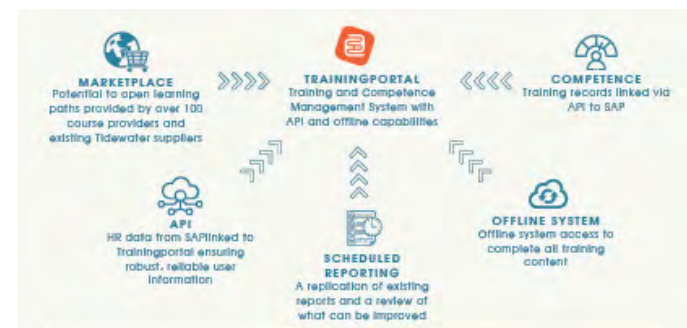 MARKETPLACE
Potential to open learning
paths provided by over 100
course providers and
existing Tidewater suppliers
TRAININGPORTAL
Training and Competence
Management System with
API and offline capabilities
COMPETENCE
Training records linked via
API to SAP
API
HR data from SAPlinked to
Trainingportal ensuring
robust, reliable user
information
SCHEDULED
REPORTING
A replication of existing
reports and a review of
what can be improved
OFFLINE SYSTEM
Offline system access to
complete all training
content